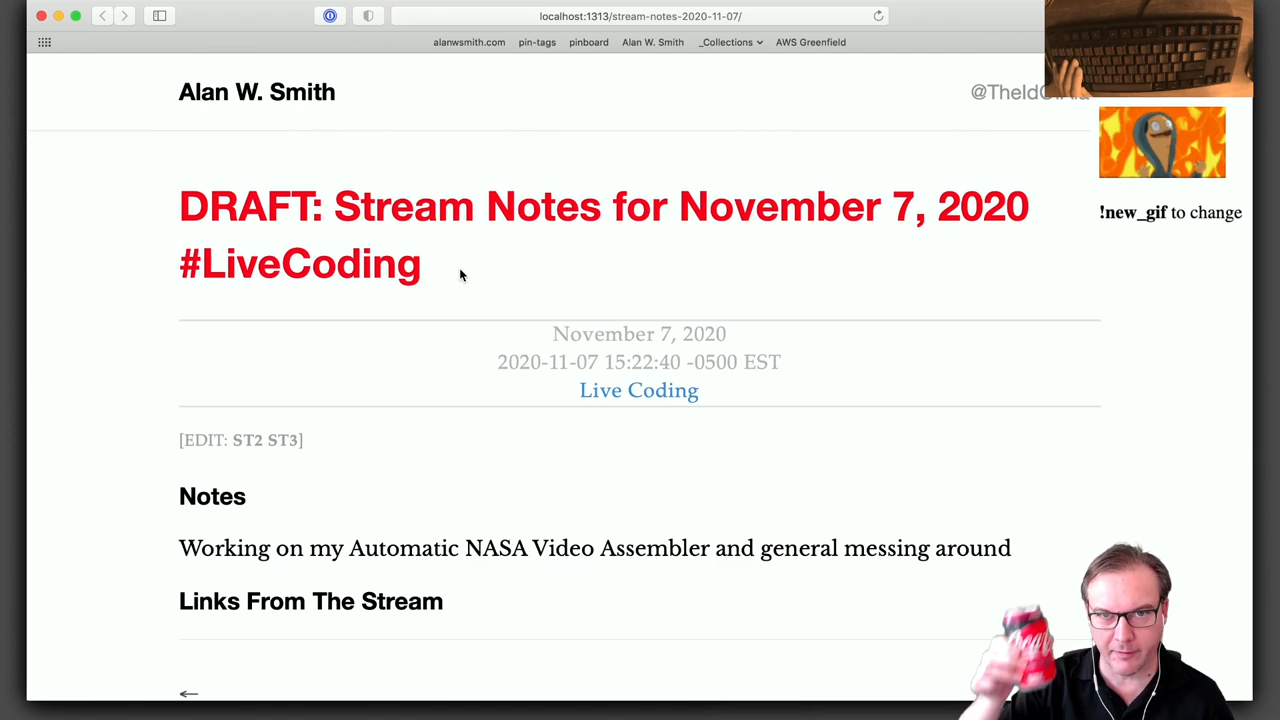 localhost:1313/stream-notes-2020-11-07/
alanwsmith.com pin-tags pinboard Alan W. Smith _Collections AWS Greenfield
Alan W. Smith
DRAFT: Stream Notes for November 7, 2020
#LiveCoding
!new_gif to change
November 7, 2020
2020-11-07 15:22:40 -0500 EST
Live Coding
[EDIT: ST2 ST3]
Notes
Working on my Automatic NASA Video Assembler and general messing around
Links From The Stream
←